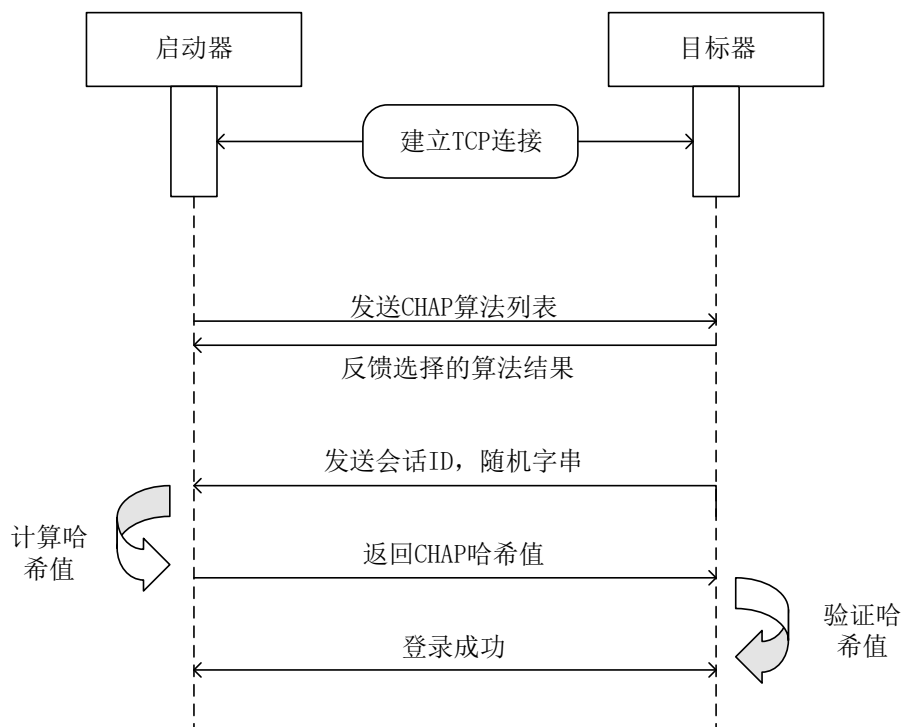 启动器
目标器
建立TCP连接
发送CHAP算法列表
反馈选择的算法结果
发送会话ID，随机字串
计算哈
希值
返回CHAP哈希值
验证哈
希值
登录成功